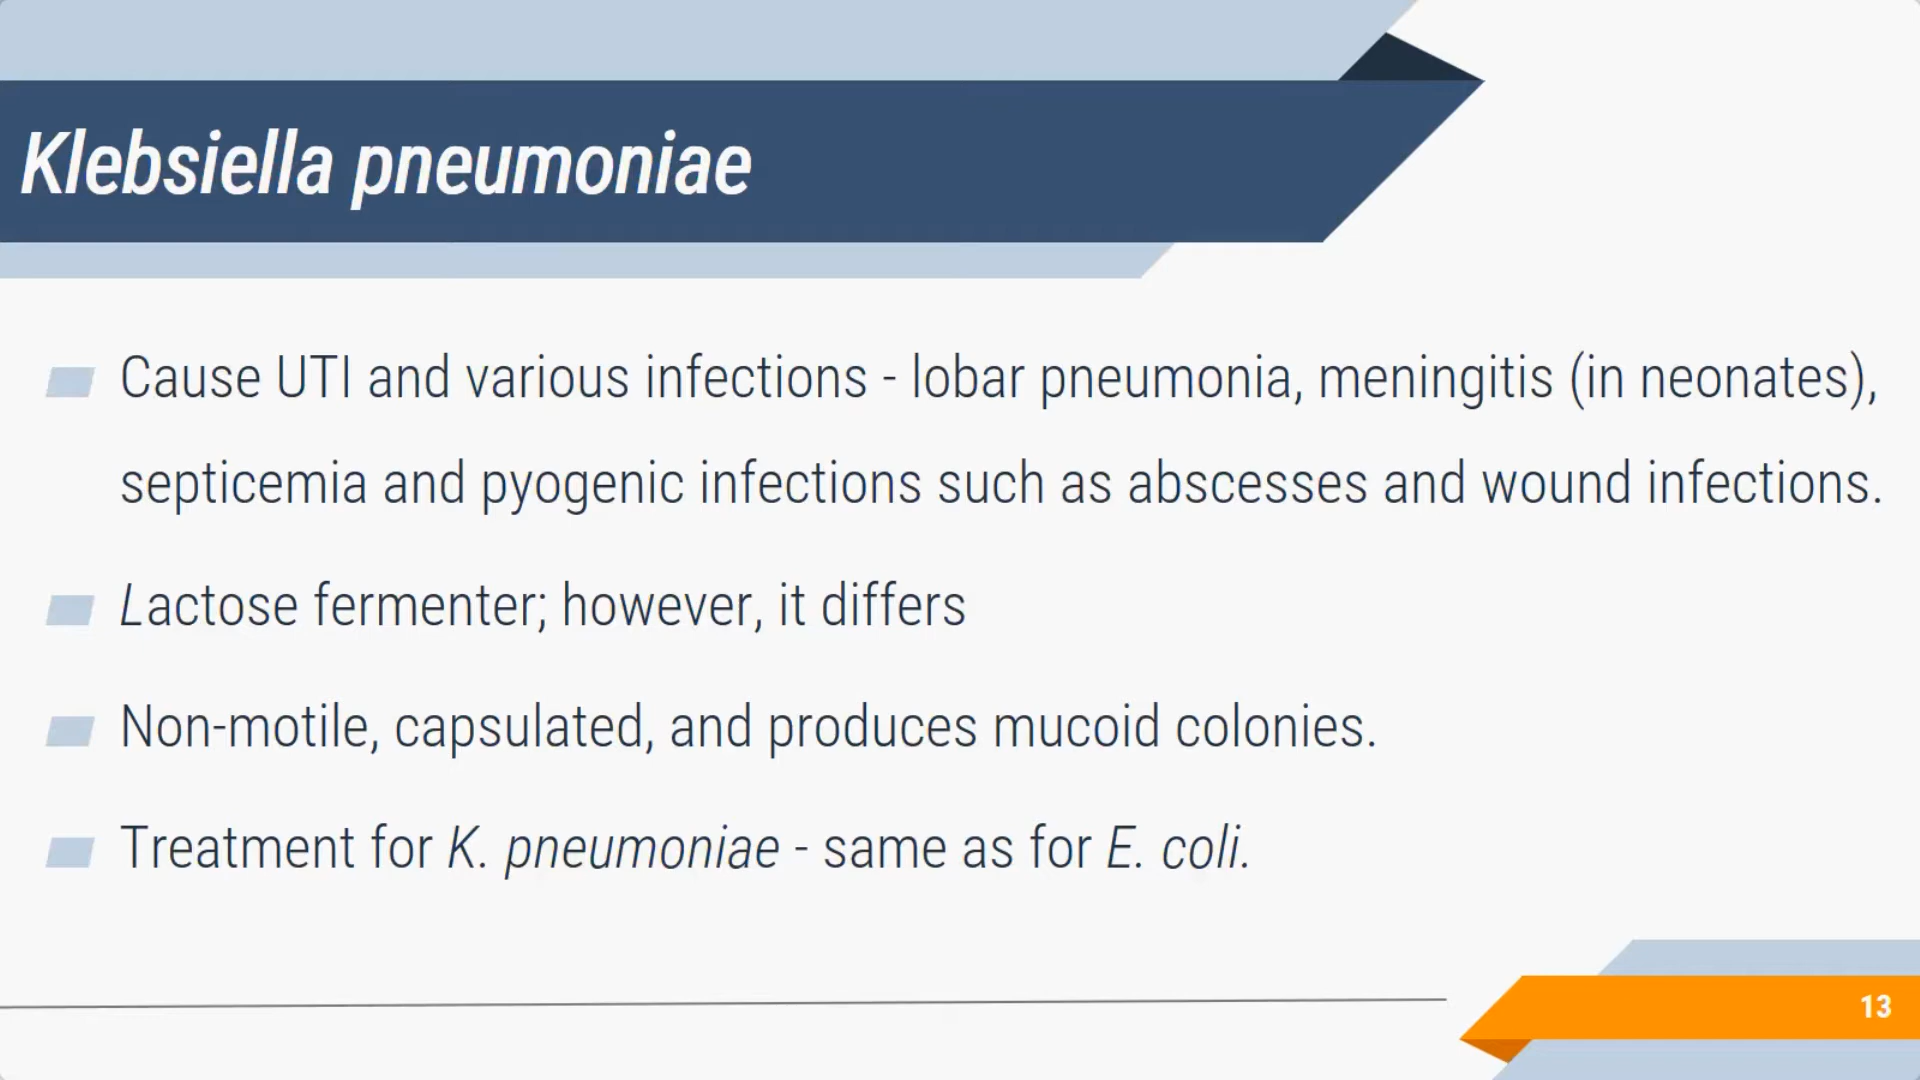 Klebsiella pneumoniae
Cause UTI and various infections - lobar pneumonia, meningitis (in neonates),
septicemia and pyogenic infections such as abscesses and wound infections.
Lactose fermenter; however, it differs
Non-motile, capsulated, and produces mucoid colonies.
Treatment for K. pneumoniae - same as for E. coli.
13